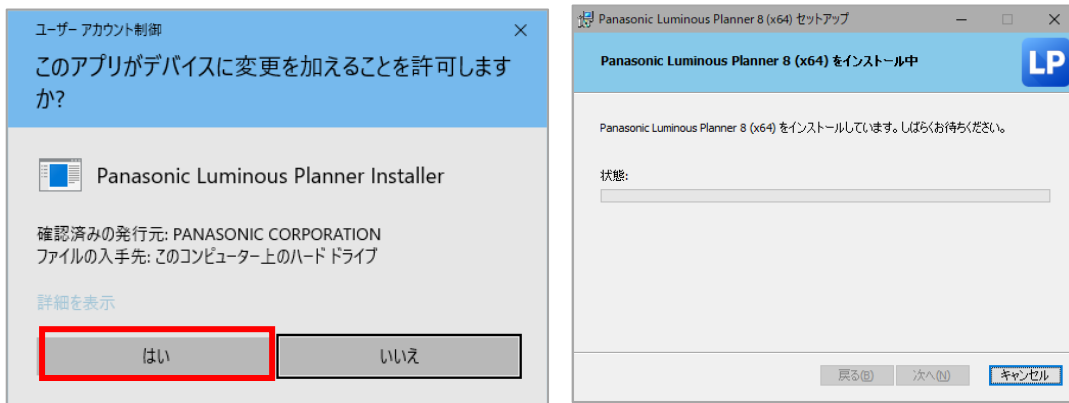 ユーザー アカウント制御
このアプリがデバイスに変更を加えることを許可します
か?
Panasonic Luminous Planner Installer
確認済みの発行元: PANASONIC CORPORATION
ファイルの入手先: このコンピューター上のハード ドライブ
詳細を表示
はい
いいえ
Panasonic Luminous Planner 8 (x64) セットアップ
Panasonic Luminous Planner 8 (x64) をインストール中
LP
Panasonic Luminous Planner 8 (x64) をインストールしています。しばらくお待ちください。
状態:
戻る(B)
次へ(N)
キャンセル